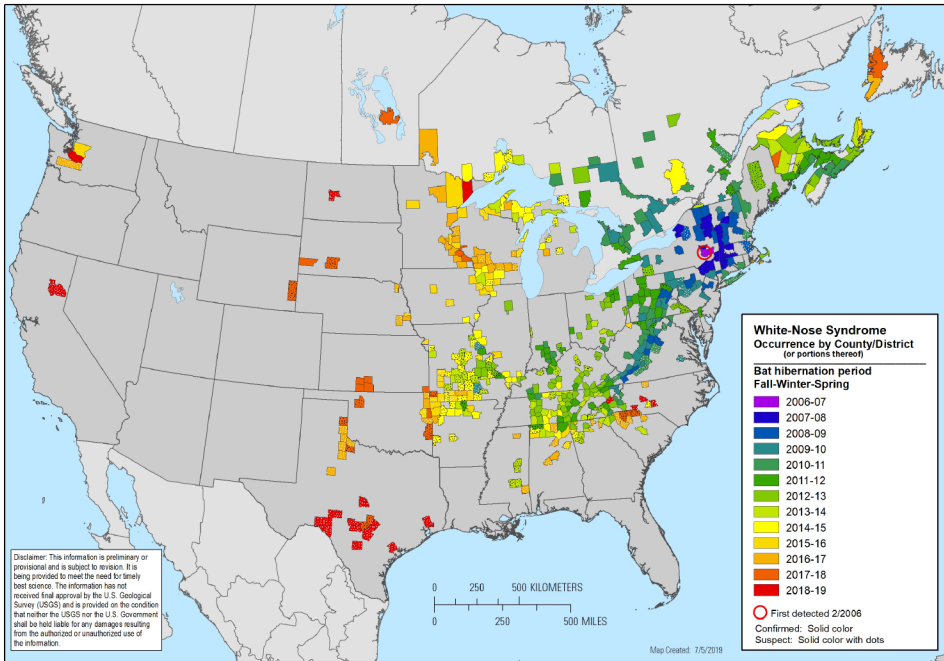 White-Nose Syndrome
Occurrence by County/District
(or portions thereof)
Bat hibernation period
Fall-Winter-Spring
2006-07
2007-08
2008-09
2009-10
2010-11
2011-12
2012-13
2013-14
2014-15
2015-16
2016-17
2017-18
2018-19
First detected 2/2006
Confirmed: Solid color
Suspect: Solid color with dots
Disclaimer: This information is preliminary or
provisional and is subject to revision. It is
being provided to meet the need for timely
best science. The information has not
received final approval by the U.S. Geological
Survey (USGS) and is provided on the condition
that neither the USGS nor the U.S. Government
shall be held liable for any damages resulting
from the authorized or unauthorized use of
the information.
0 250 500 KILOMETERS
0 250 500 MILES
Map Created: 7/5/2019